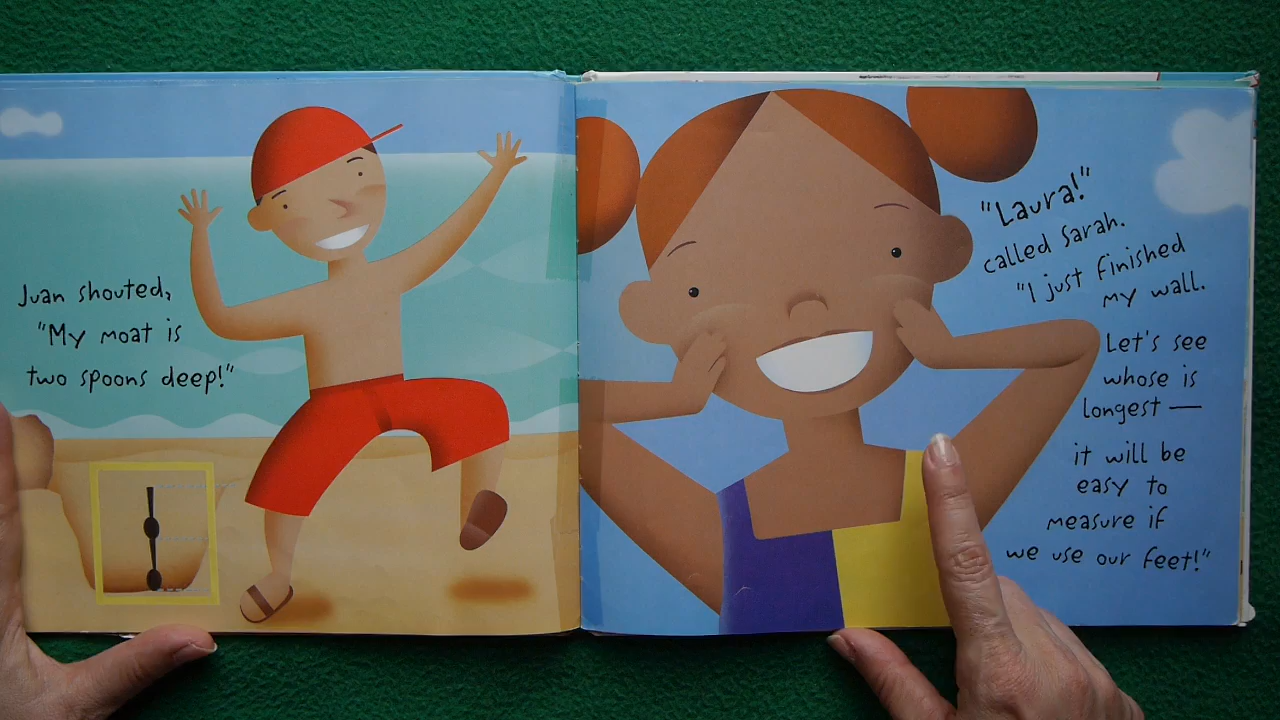 Juan shouted,
"My moat is
two spoons deep!"
"Laura!"
called Sarah.
"I just finished
my wall.
Let's see
whose is
longest —
it will be
easy to
measure if
we use our feet!"